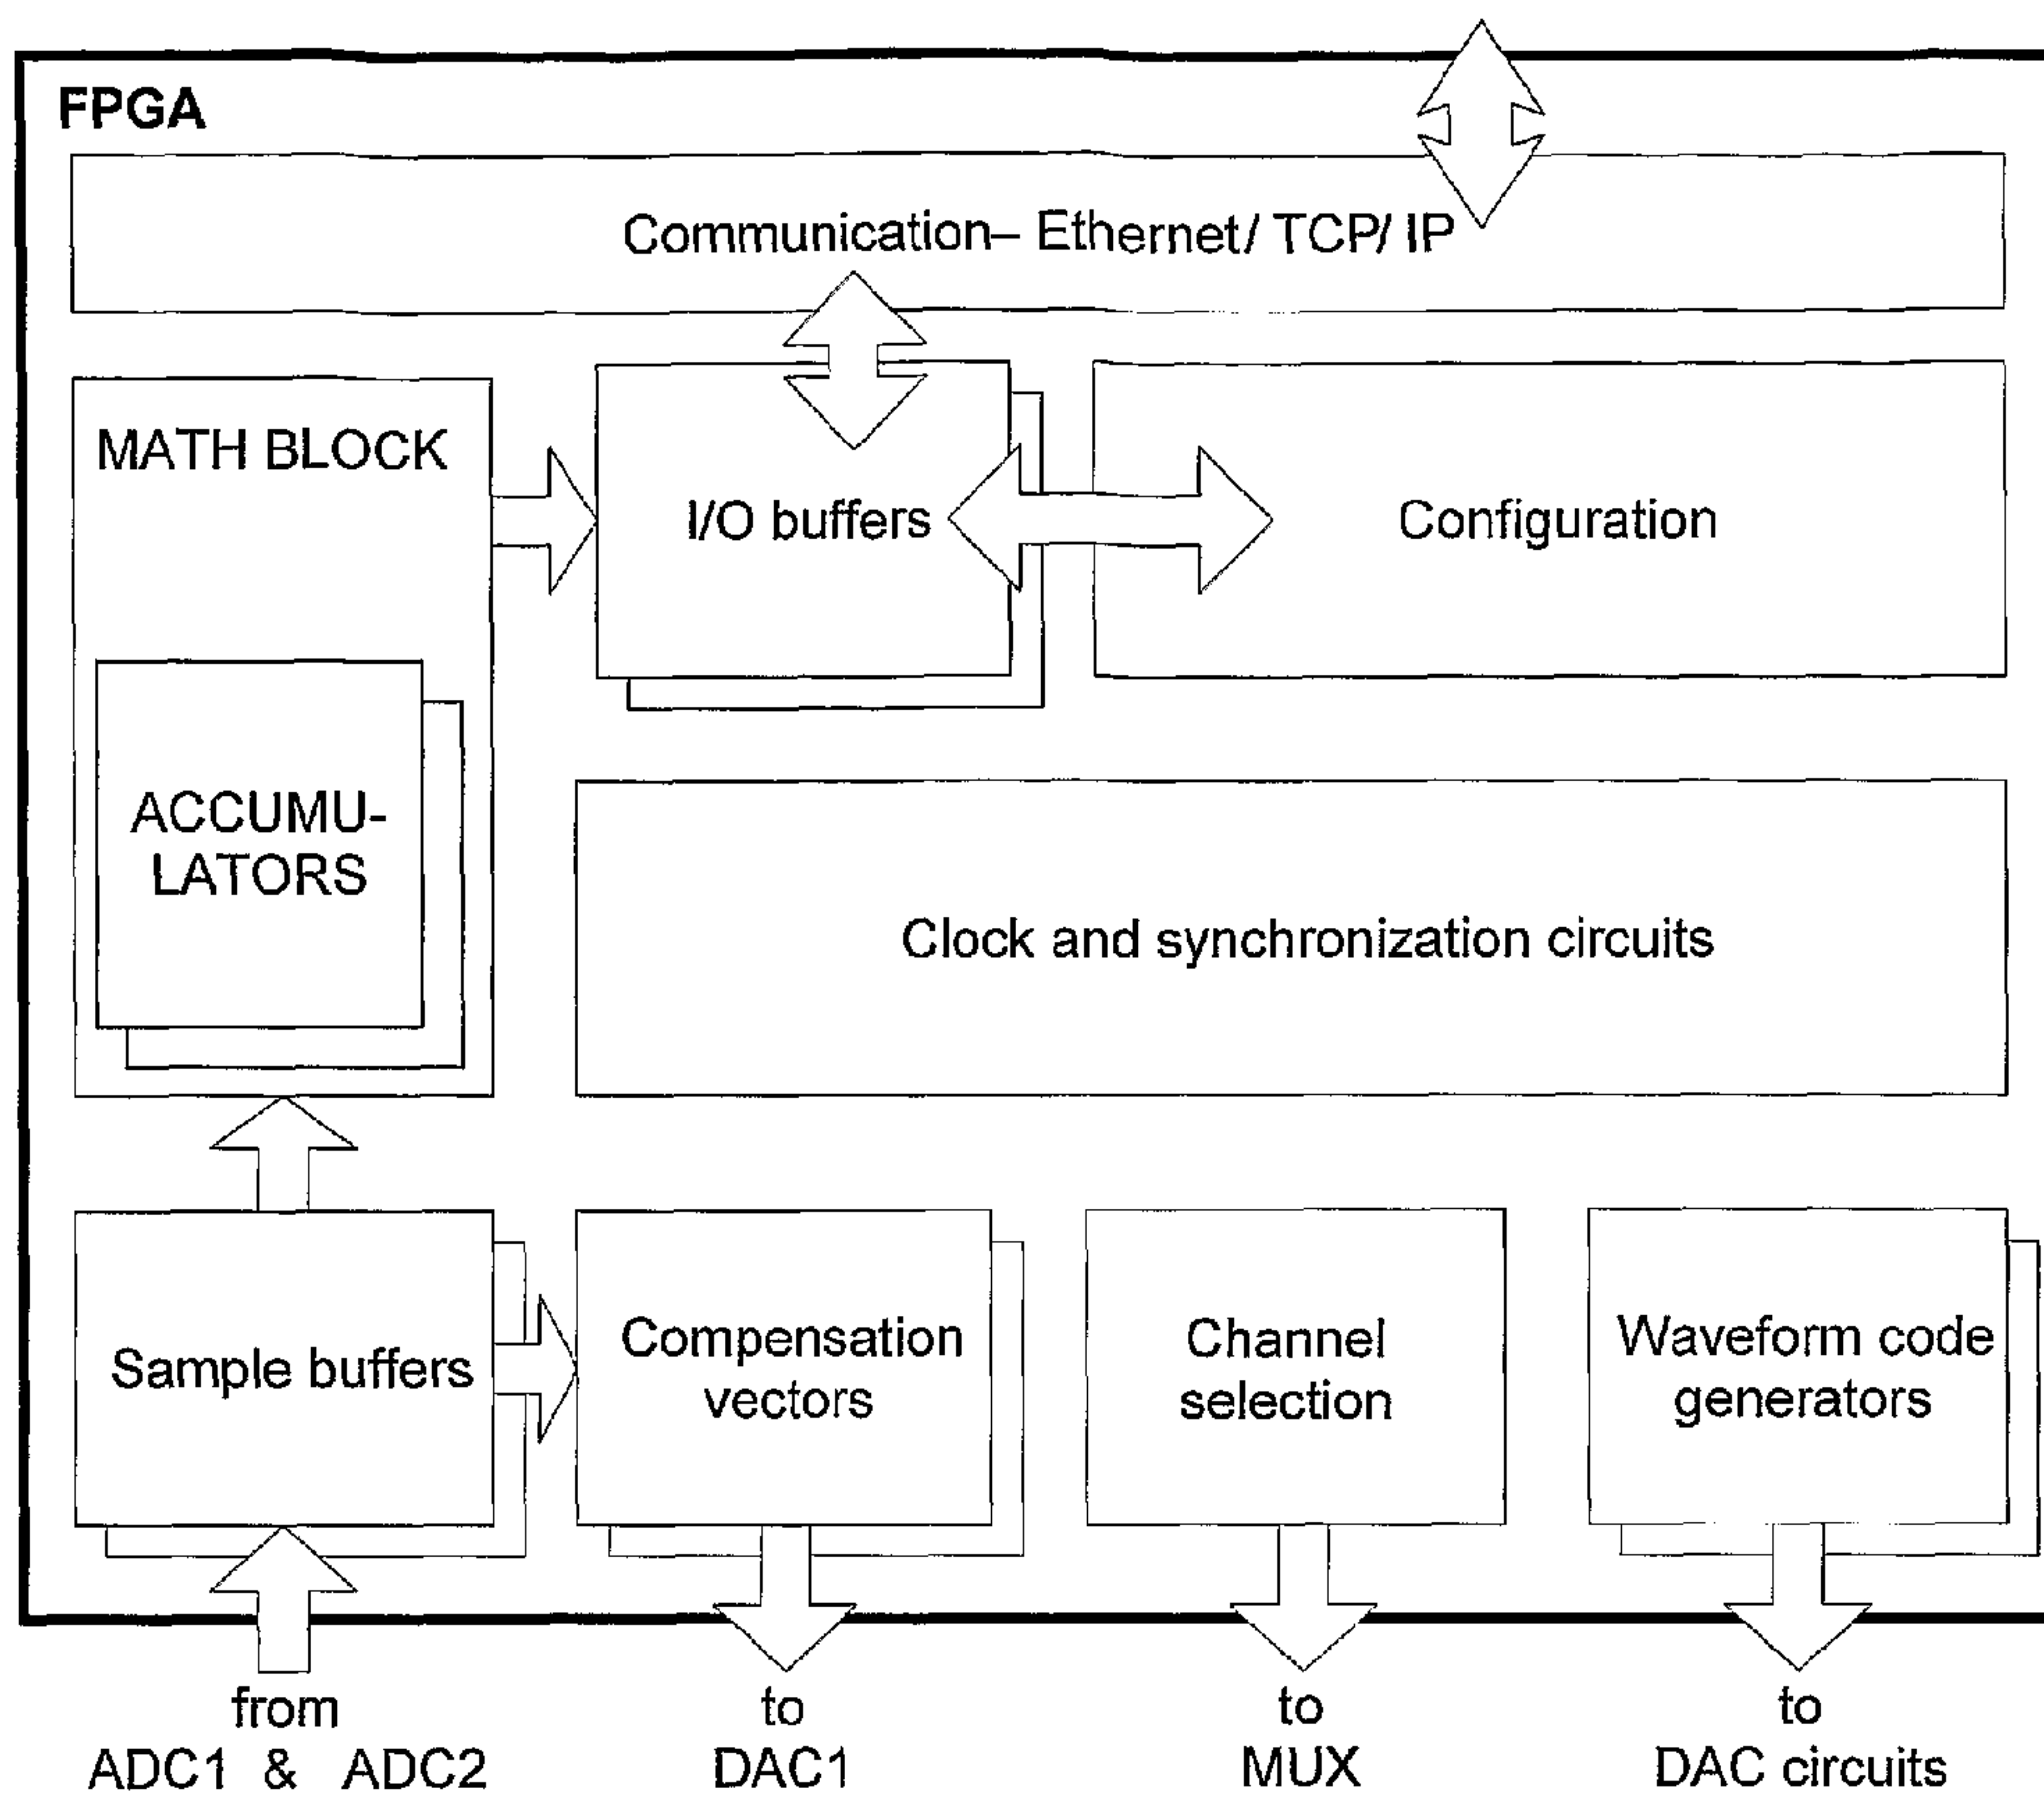 FPGA
Communication– Ethernet/ TCP/ IP
MATH BLOCK
I/O buffers
Configuration
ACCUMU-
LATORS
Clock and synchronization circuits
Sample buffers
Compensation
vectors
Channel
selection
Waveform code
generators
from
ADC1 & ADC2
to
DAC1
to
MUX
to
DAC circuits